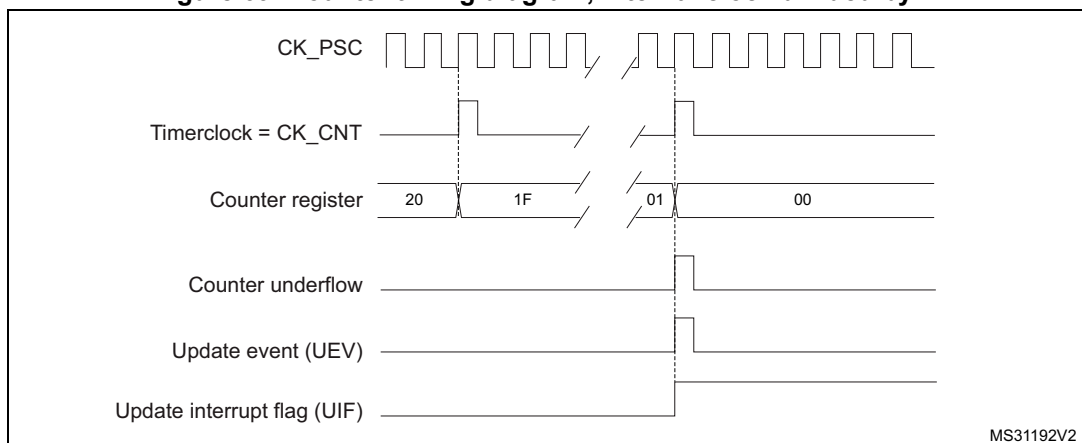 CK_PSC
Timerclock = CK_CNT
Counter register 20 1F 01 00
Counter underflow
Update event (UEV)
Update interrupt flag (UIF)
MS31192V2